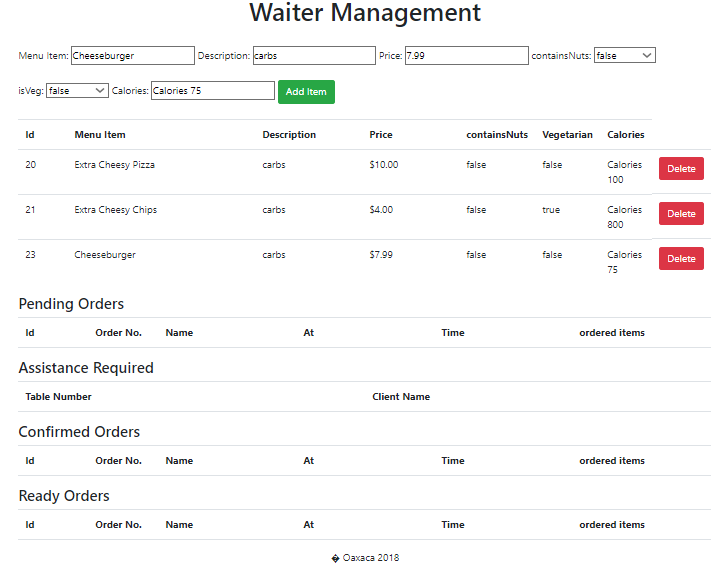 Waiter Management
Menu Item: Cheeseburger Description: carbs Price: 7.99 containsNuts: false
isVeg: false Calories: Calories 75 Add Item
Id Menu Item Description Price containsNuts Vegetarian Calories
20 Extra Cheesy Pizza carbs $10.00 false false Calories 100 Delete
21 Extra Cheesy Chips carbs $4.00 false true Calories 800 Delete
23 Cheeseburger carbs $7.99 false false Calories 75 Delete
Pending Orders
Id Order No. Name At Time ordered items
Assistance Required
Table Number Client Name
Confirmed Orders
Id Order No. Name At Time ordered items
Ready Orders
Id Order No. Name At Time ordered items
� Oaxaca 2018